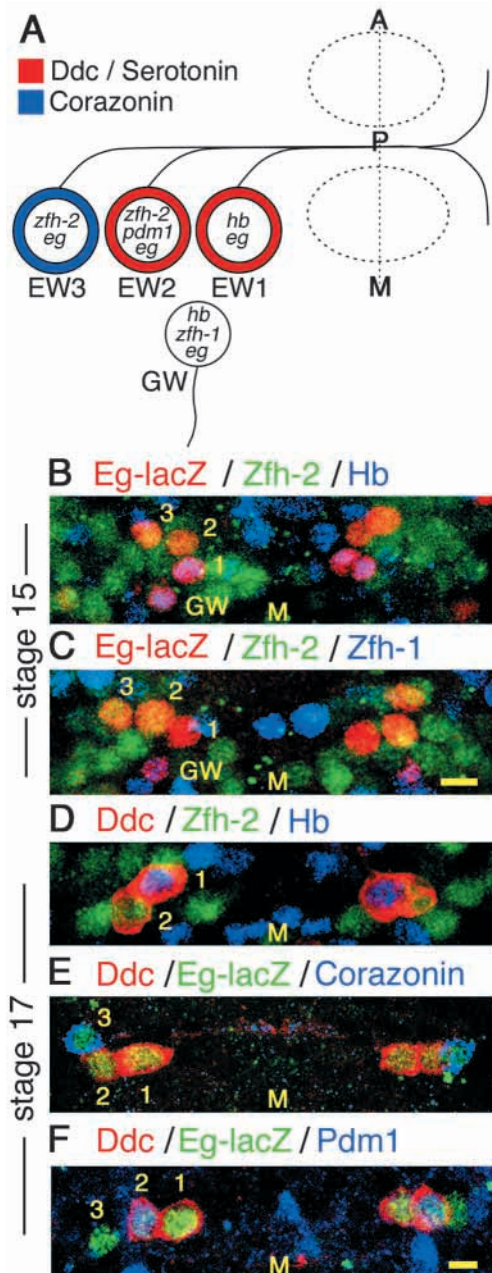 A
Ddc / Serotonin
Corazonin
A
P
M
zfh-2
eg
EW3
zfh-2
pdm1
eg
EW2
hb
eg
EW1
hb
zfh-1
eg
GW
stage 15
B Eg-lacZ / Zfh-2 / Hb
3
2
1
GW
M
C Eg-lacZ / Zfh-2 / Zfh-1
3
2
1
GW
M
stage 17
D Ddc / Zfh-2 / Hb
1
2
M
E Ddc / Eg-lacZ / Corazonin
3
2
1
M
F Ddc / Eg-lacZ / Pdm1
3
2
1
M